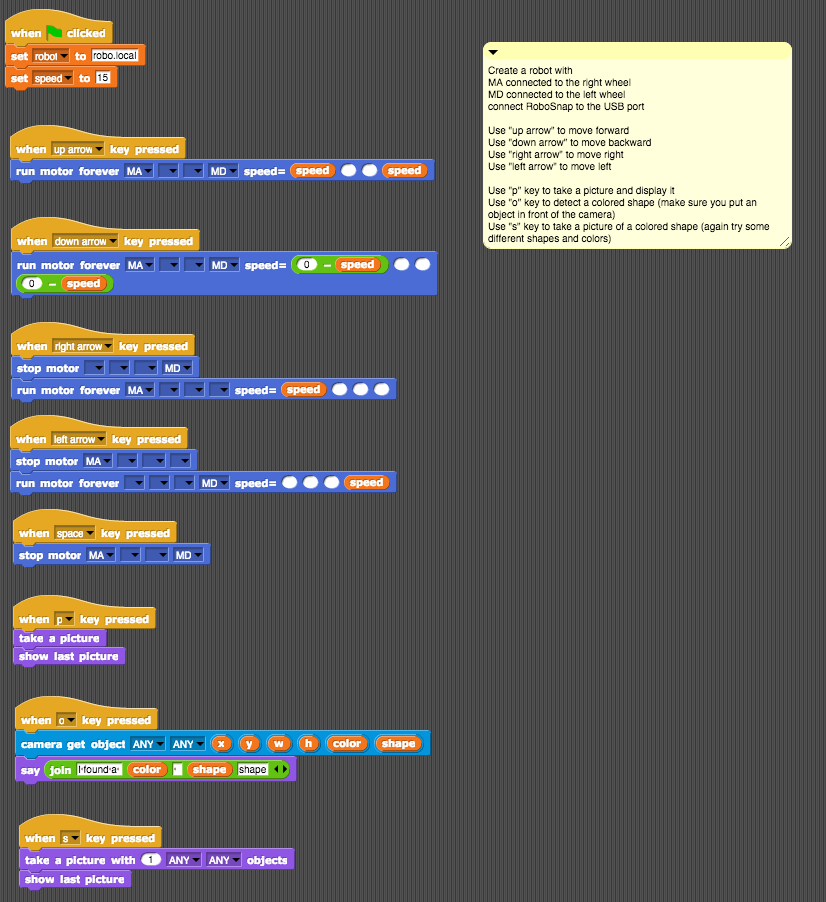 when clicked
set robot to robo.local
set speed to 15
Create a robot with
MA connected to the right wheel
MD connected to the left wheel
connect RoboSnap to the USB port
Use "up arrow" to move forward
Use "down arrow" to move backward
Use "right arrow" to move right
Use "left arrow" to move left
Use "p" key to take a picture and display it
Use "o" key to detect a colored shape (make sure you put an
object in front of the camera)
Use "s" key to take a picture of a colored shape (again try some
different shapes and colors)
when up arrow key pressed
run motor forever MA MD speed= speed speed
when down arrow key pressed
run motor forever MA MD speed= 0 - speed
0 - speed
when right arrow key pressed
stop motor MD
run motor forever MA speed= speed
when left arrow key pressed
stop motor MA
run motor forever MD speed= speed
when space key pressed
stop motor MA MD
when p key pressed
take a picture
show last picture
when o key pressed
camera get object ANY ANY x y w h color shape
say join I found a color shape shape
when s key pressed
take a picture with 1 ANY ANY objects
show last picture